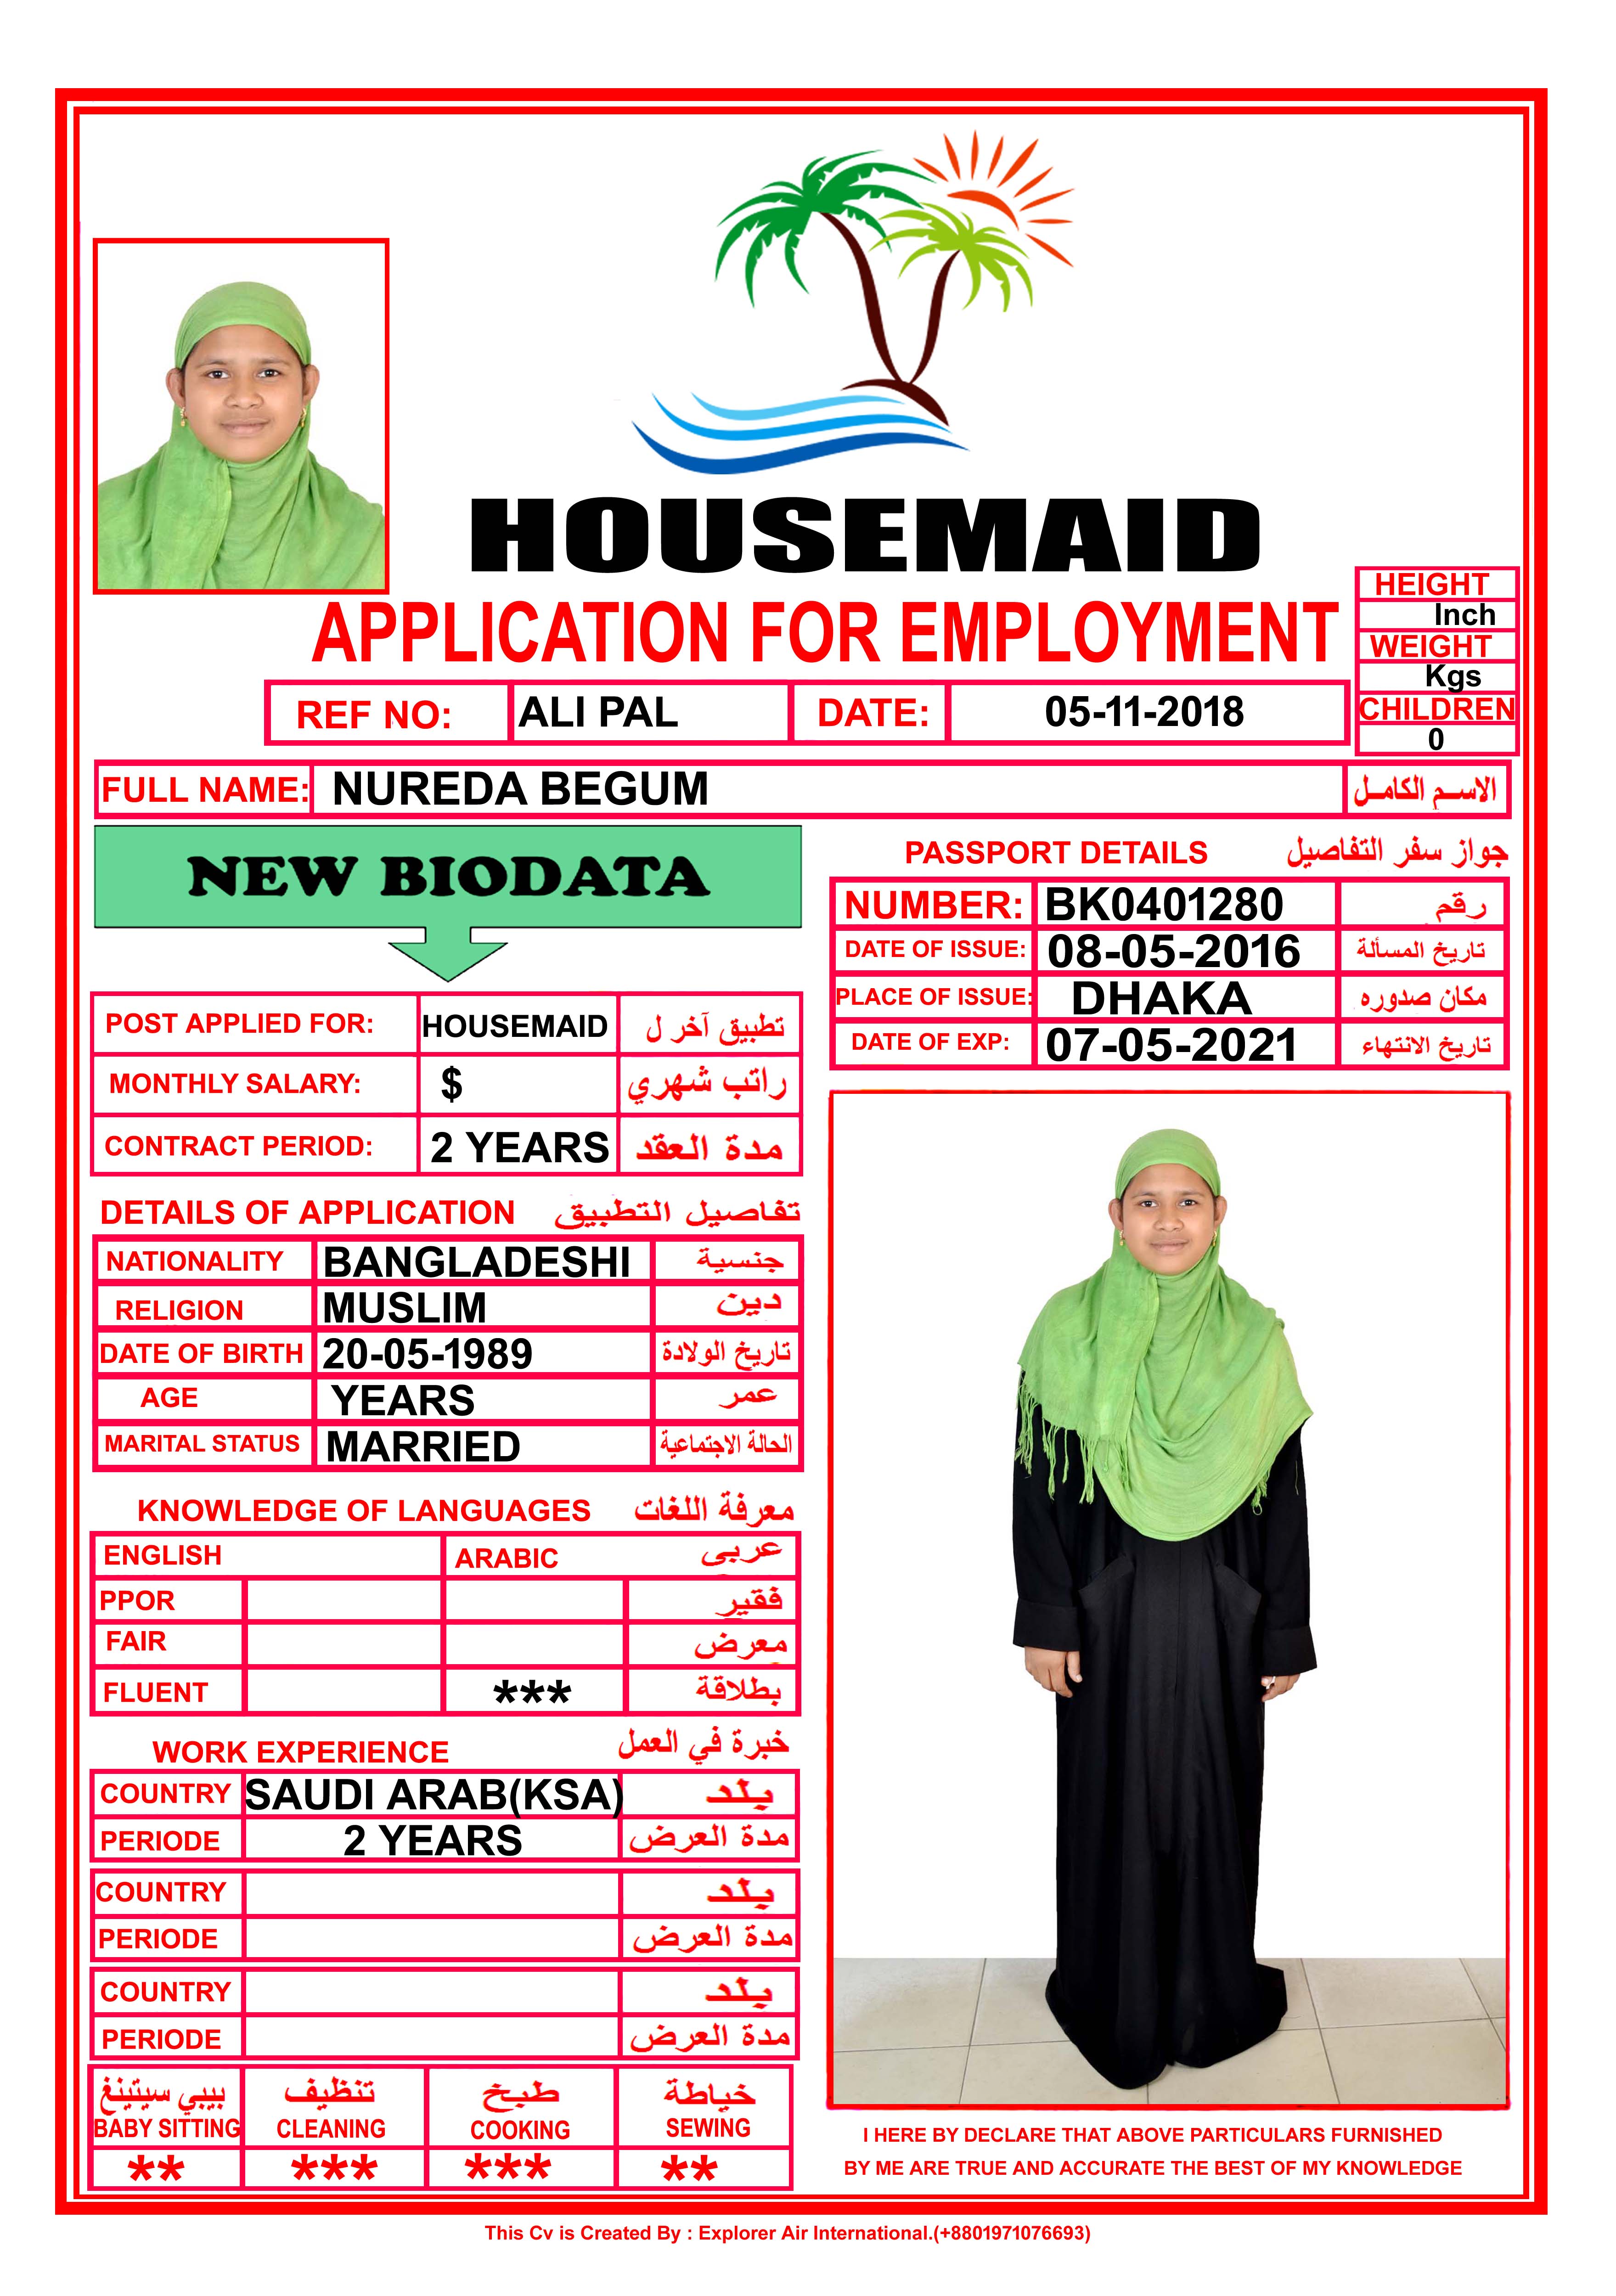 HOUSEMAID
APPLICATION FOR EMPLOYMENT
HEIGHT
Inch
WEIGHT
Kgs
CHILDREN
0
REF NO: ALI PAL DATE: 05-11-2018
FULL NAME: NUREDA BEGUM الاسم الكامل
NEW BIODATA
PASSPORT DETAILS جواز سفر التفاصيل
NUMBER: BK0401280 رقم
DATE OF ISSUE: 08-05-2016 تاريخ المسألة
PLACE OF ISSUE: DHAKA مكان صدوره
DATE OF EXP: 07-05-2021 تاريخ الانتهاء
POST APPLIED FOR: HOUSEMAID تطبيق آخر ل
MONTHLY SALARY: $ راتب شهري
CONTRACT PERIOD: 2 YEARS مدة العقد
DETAILS OF APPLICATION تفاصيل التطبيق
NATIONALITY BANGLADESHI جنسية
RELIGION MUSLIM دين
DATE OF BIRTH 20-05-1989 تاريخ الولادة
AGE YEARS عمر
MARITAL STATUS MARRIED الحالة الاجتماعية
KNOWLEDGE OF LANGUAGES معرفة اللغات
ENGLISH ARABIC عربى
PPOR فقير
FAIR معرض
FLUENT *** بطلاقة
WORK EXPERIENCE خبرة في العمل
COUNTRY SAUDI ARAB(KSA) بلد
PERIODE 2 YEARS مدة العرض
COUNTRY بلد
PERIODE مدة العرض
COUNTRY بلد
PERIODE مدة العرض
بيبي سيتينغ تنظيف طبخ خياطة
BABY SITTING CLEANING COOKING SEWING
** *** *** **
I HERE BY DECLARE THAT ABOVE PARTICULARS FURNISHED
BY ME ARE TRUE AND ACCURATE THE BEST OF MY KNOWLEDGE
This Cv is Created By : Explorer Air International.(+8801971076693)